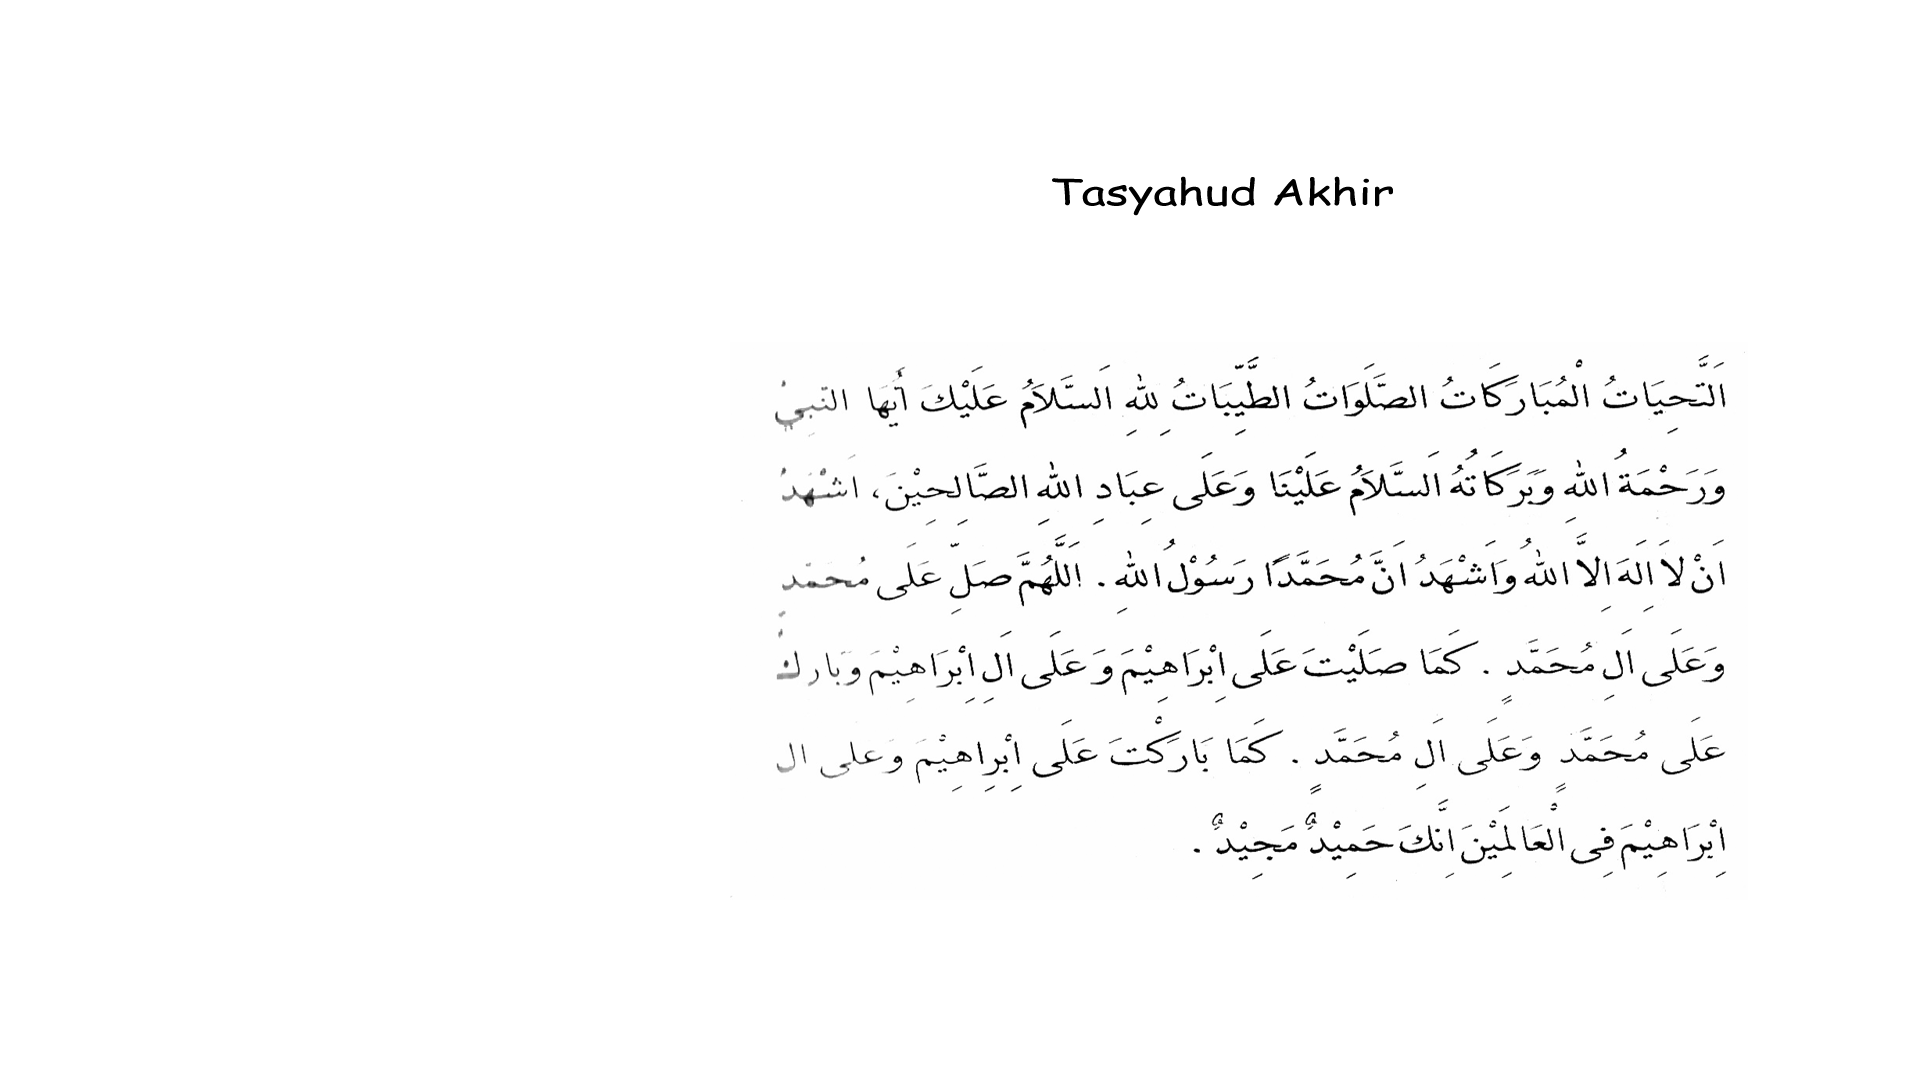 Tasyahud Akhir
اَلتَّحِيَاتُ الْمُبَارَكَاتُ الصَّلَوَاتُ الطَّيِّبَاتُ لِلّٰهِ اَلسَّلاَمُ عَلَيْكَ أَيُّهَا النَّبِيُّ
وَرَحْمَةُ اللهِ وَبَرَكَاتُهُ اَلسَّلاَمُ عَلَيْنَا وَعَلَى عِبَادِ اللهِ الصَّالِحِيْنَ، اَشْهَدُ
اَنْ لاَ اِلَهَ اِلاَّ اللهُ وَاَشْهَدُ اَنَّ مُحَمَّدًا رَسُوْلُ اللهِ . اَللَّهُمَّ صَلِّ عَلَى مُحَمَّدٍ
وَعَلَى اَلِ مُحَمَّدٍ . كَمَا صَلَيْتَ عَلَى اِبْرَاهِيْمَ وَعَلَى اَلِ اِبْرَاهِيْمَ وَبَارِكْ
عَلَى مُحَمَّدٍ وَعَلَى اَلِ مُحَمَّدٍ . كَمَا بَارَكْتَ عَلَى اِبْرِاهِيْمَ وَعَلَى ال
اِبْرَاهِيْمَ فِى الْعَالَمِيْنَ اِنَّكَ حَمِيْدٌ مَجِيْدٌ .